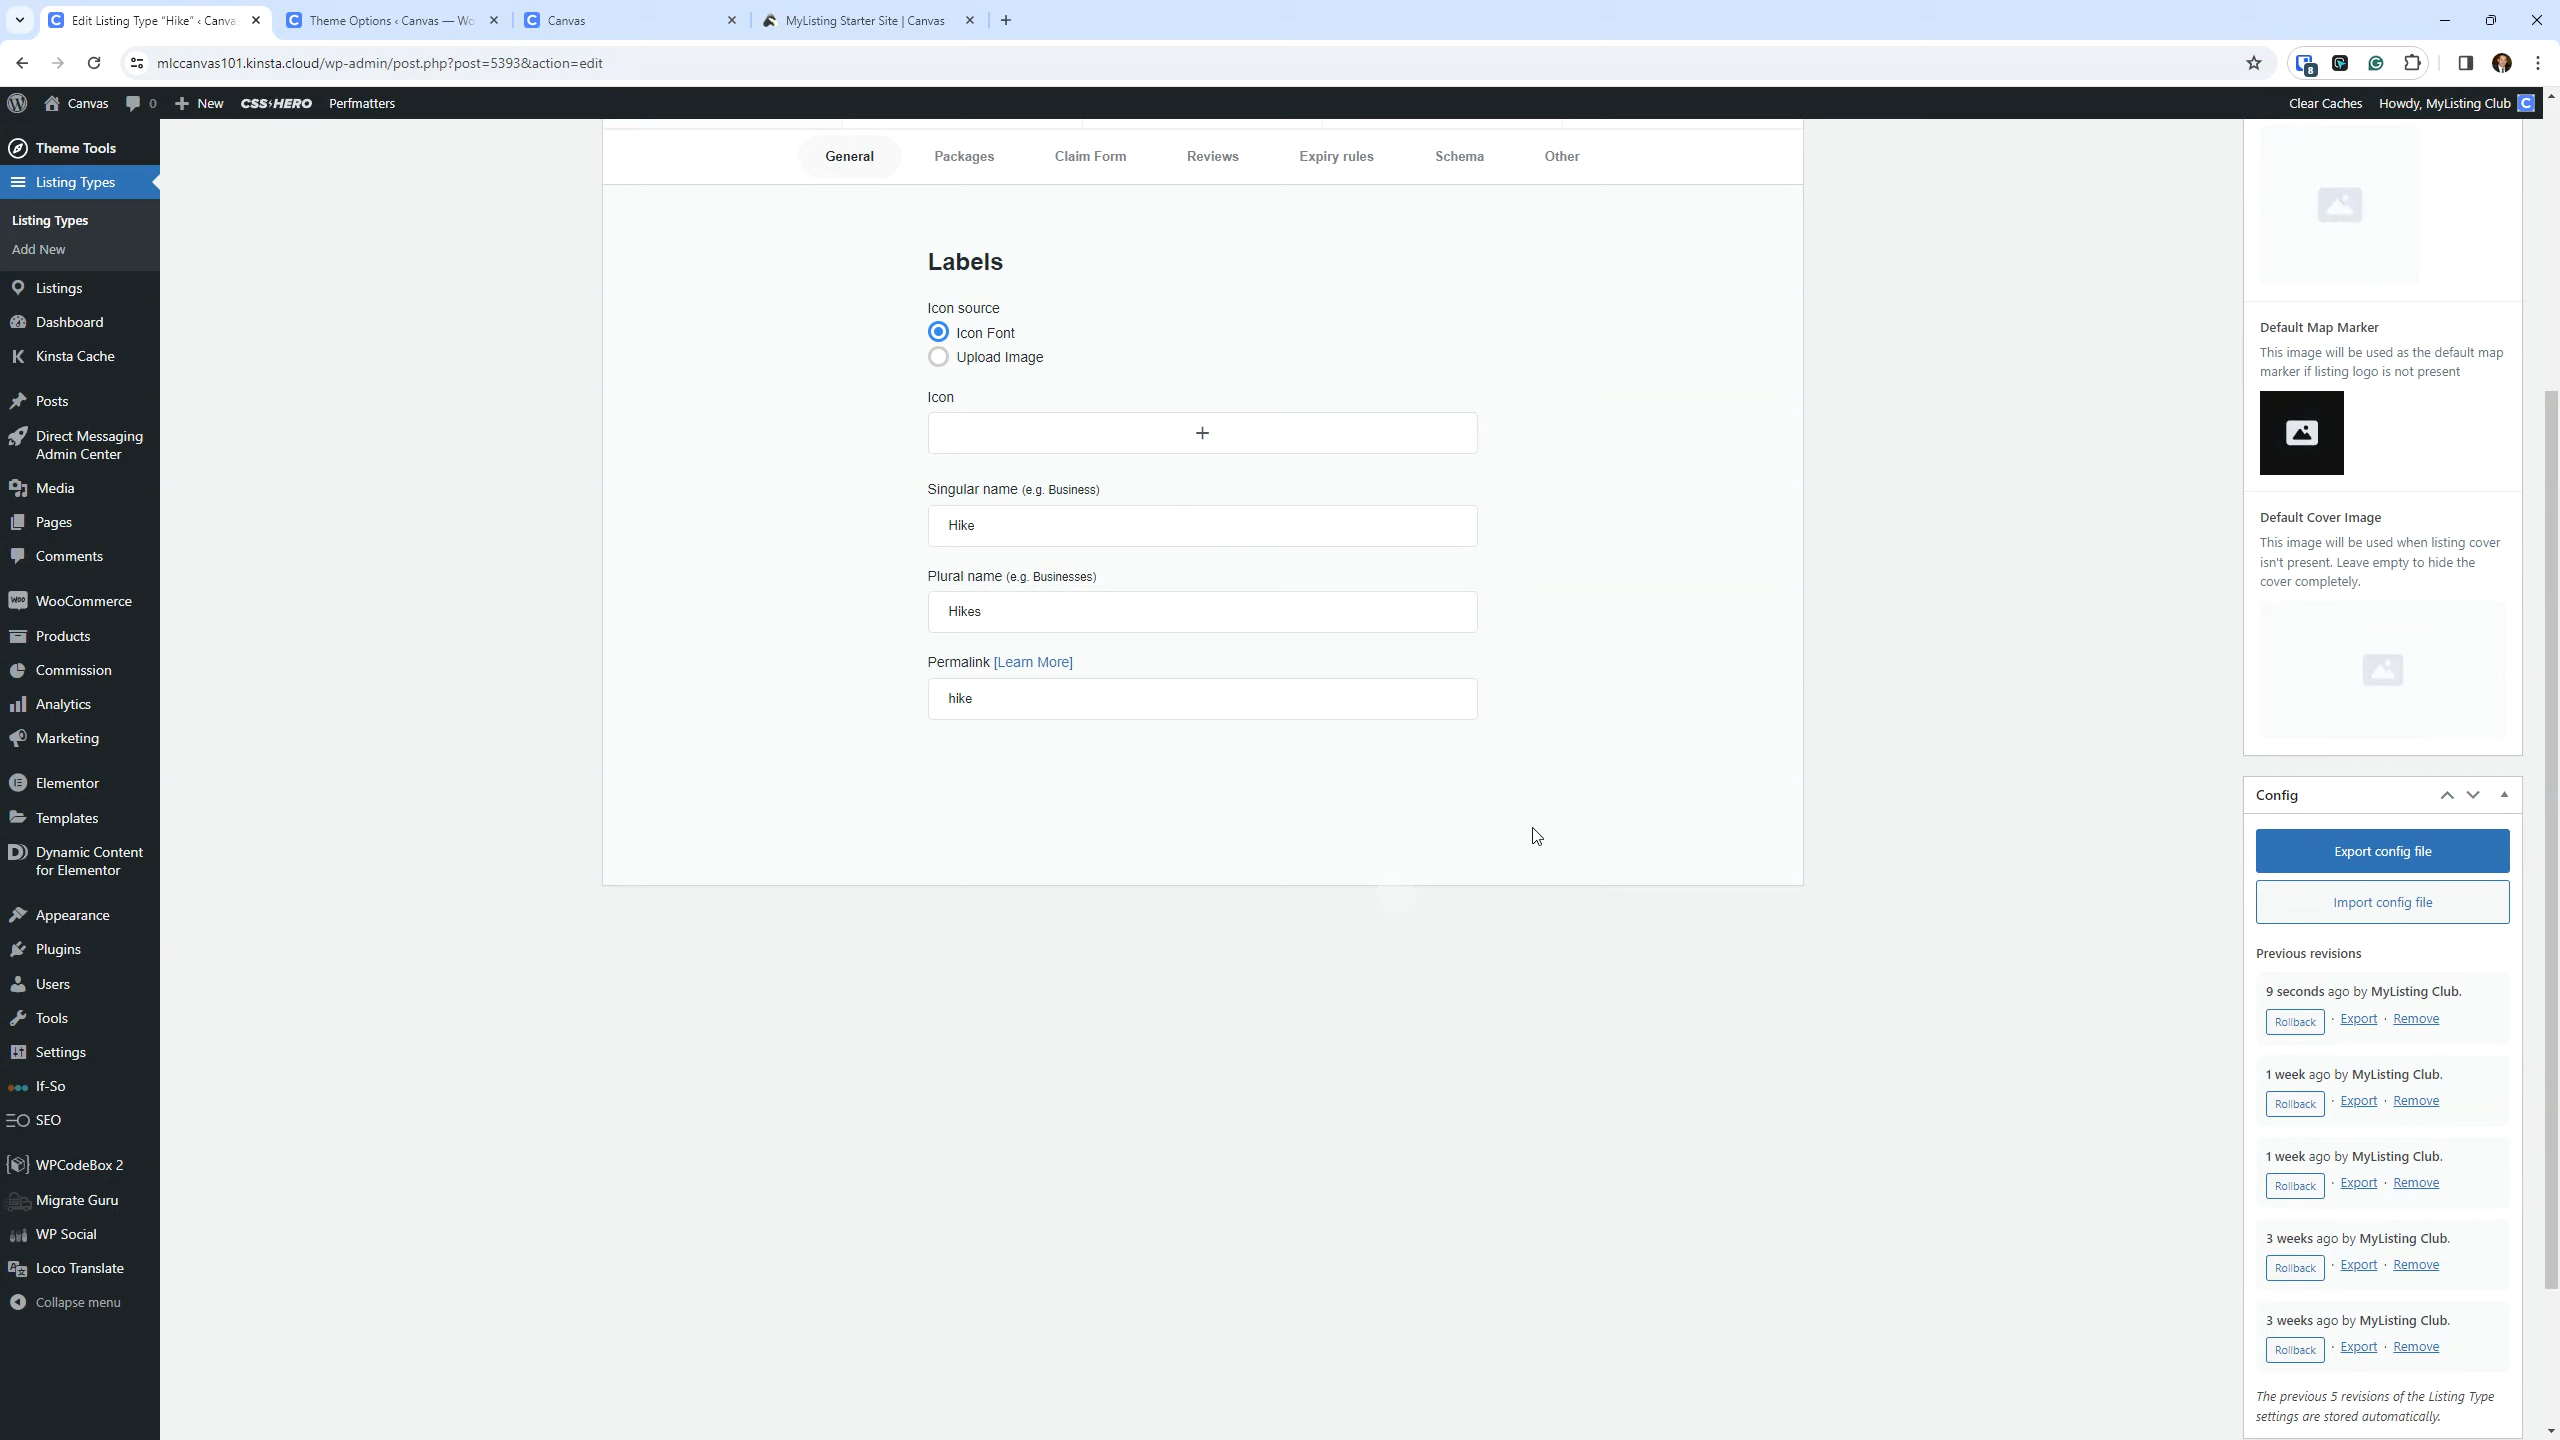 Edit Listing Type “Hike” ‹ Canva
Theme Options ‹ Canvas — Wo
Canvas
MyListing Starter Site | Canvas
mlccanvas101.kinsta.cloud/wp-admin/post.php?post=5393&action=edit
8
Canvas
0
New
CSS HERO
Perfmatters
Clear Caches
Howdy, MyListing Club
Theme Tools
Listing Types
Listing Types
Add New
Listings
Dashboard
Kinsta Cache
Posts
Direct Messaging
Admin Center
Media
Pages
Comments
WooCommerce
Products
Commission
Analytics
Marketing
Elementor
Templates
Dynamic Content
for Elementor
Appearance
Plugins
Users
Tools
Settings
If-So
SEO
WPCodeBox 2
Migrate Guru
WP Social
Loco Translate
Collapse menu
General
Packages
Claim Form
Reviews
Expiry rules
Schema
Other
Labels
Icon source
Icon Font
Upload Image
Icon
+
Singular name (e.g. Business)
Hike
Plural name (e.g. Businesses)
Hikes
Permalink [Learn More]
hike
Default Map Marker
This image will be used as the default map
marker if listing logo is not present
Default Cover Image
This image will be used when listing cover
isn't present. Leave empty to hide the
cover completely.
Config
Export config file
Import config file
Previous revisions
9 seconds ago by MyListing Club.
Rollback · Export · Remove
1 week ago by MyListing Club.
Rollback · Export · Remove
1 week ago by MyListing Club.
Rollback · Export · Remove
3 weeks ago by MyListing Club.
Rollback · Export · Remove
3 weeks ago by MyListing Club.
Rollback · Export · Remove
The previous 5 revisions of the Listing Type
settings are stored automatically.